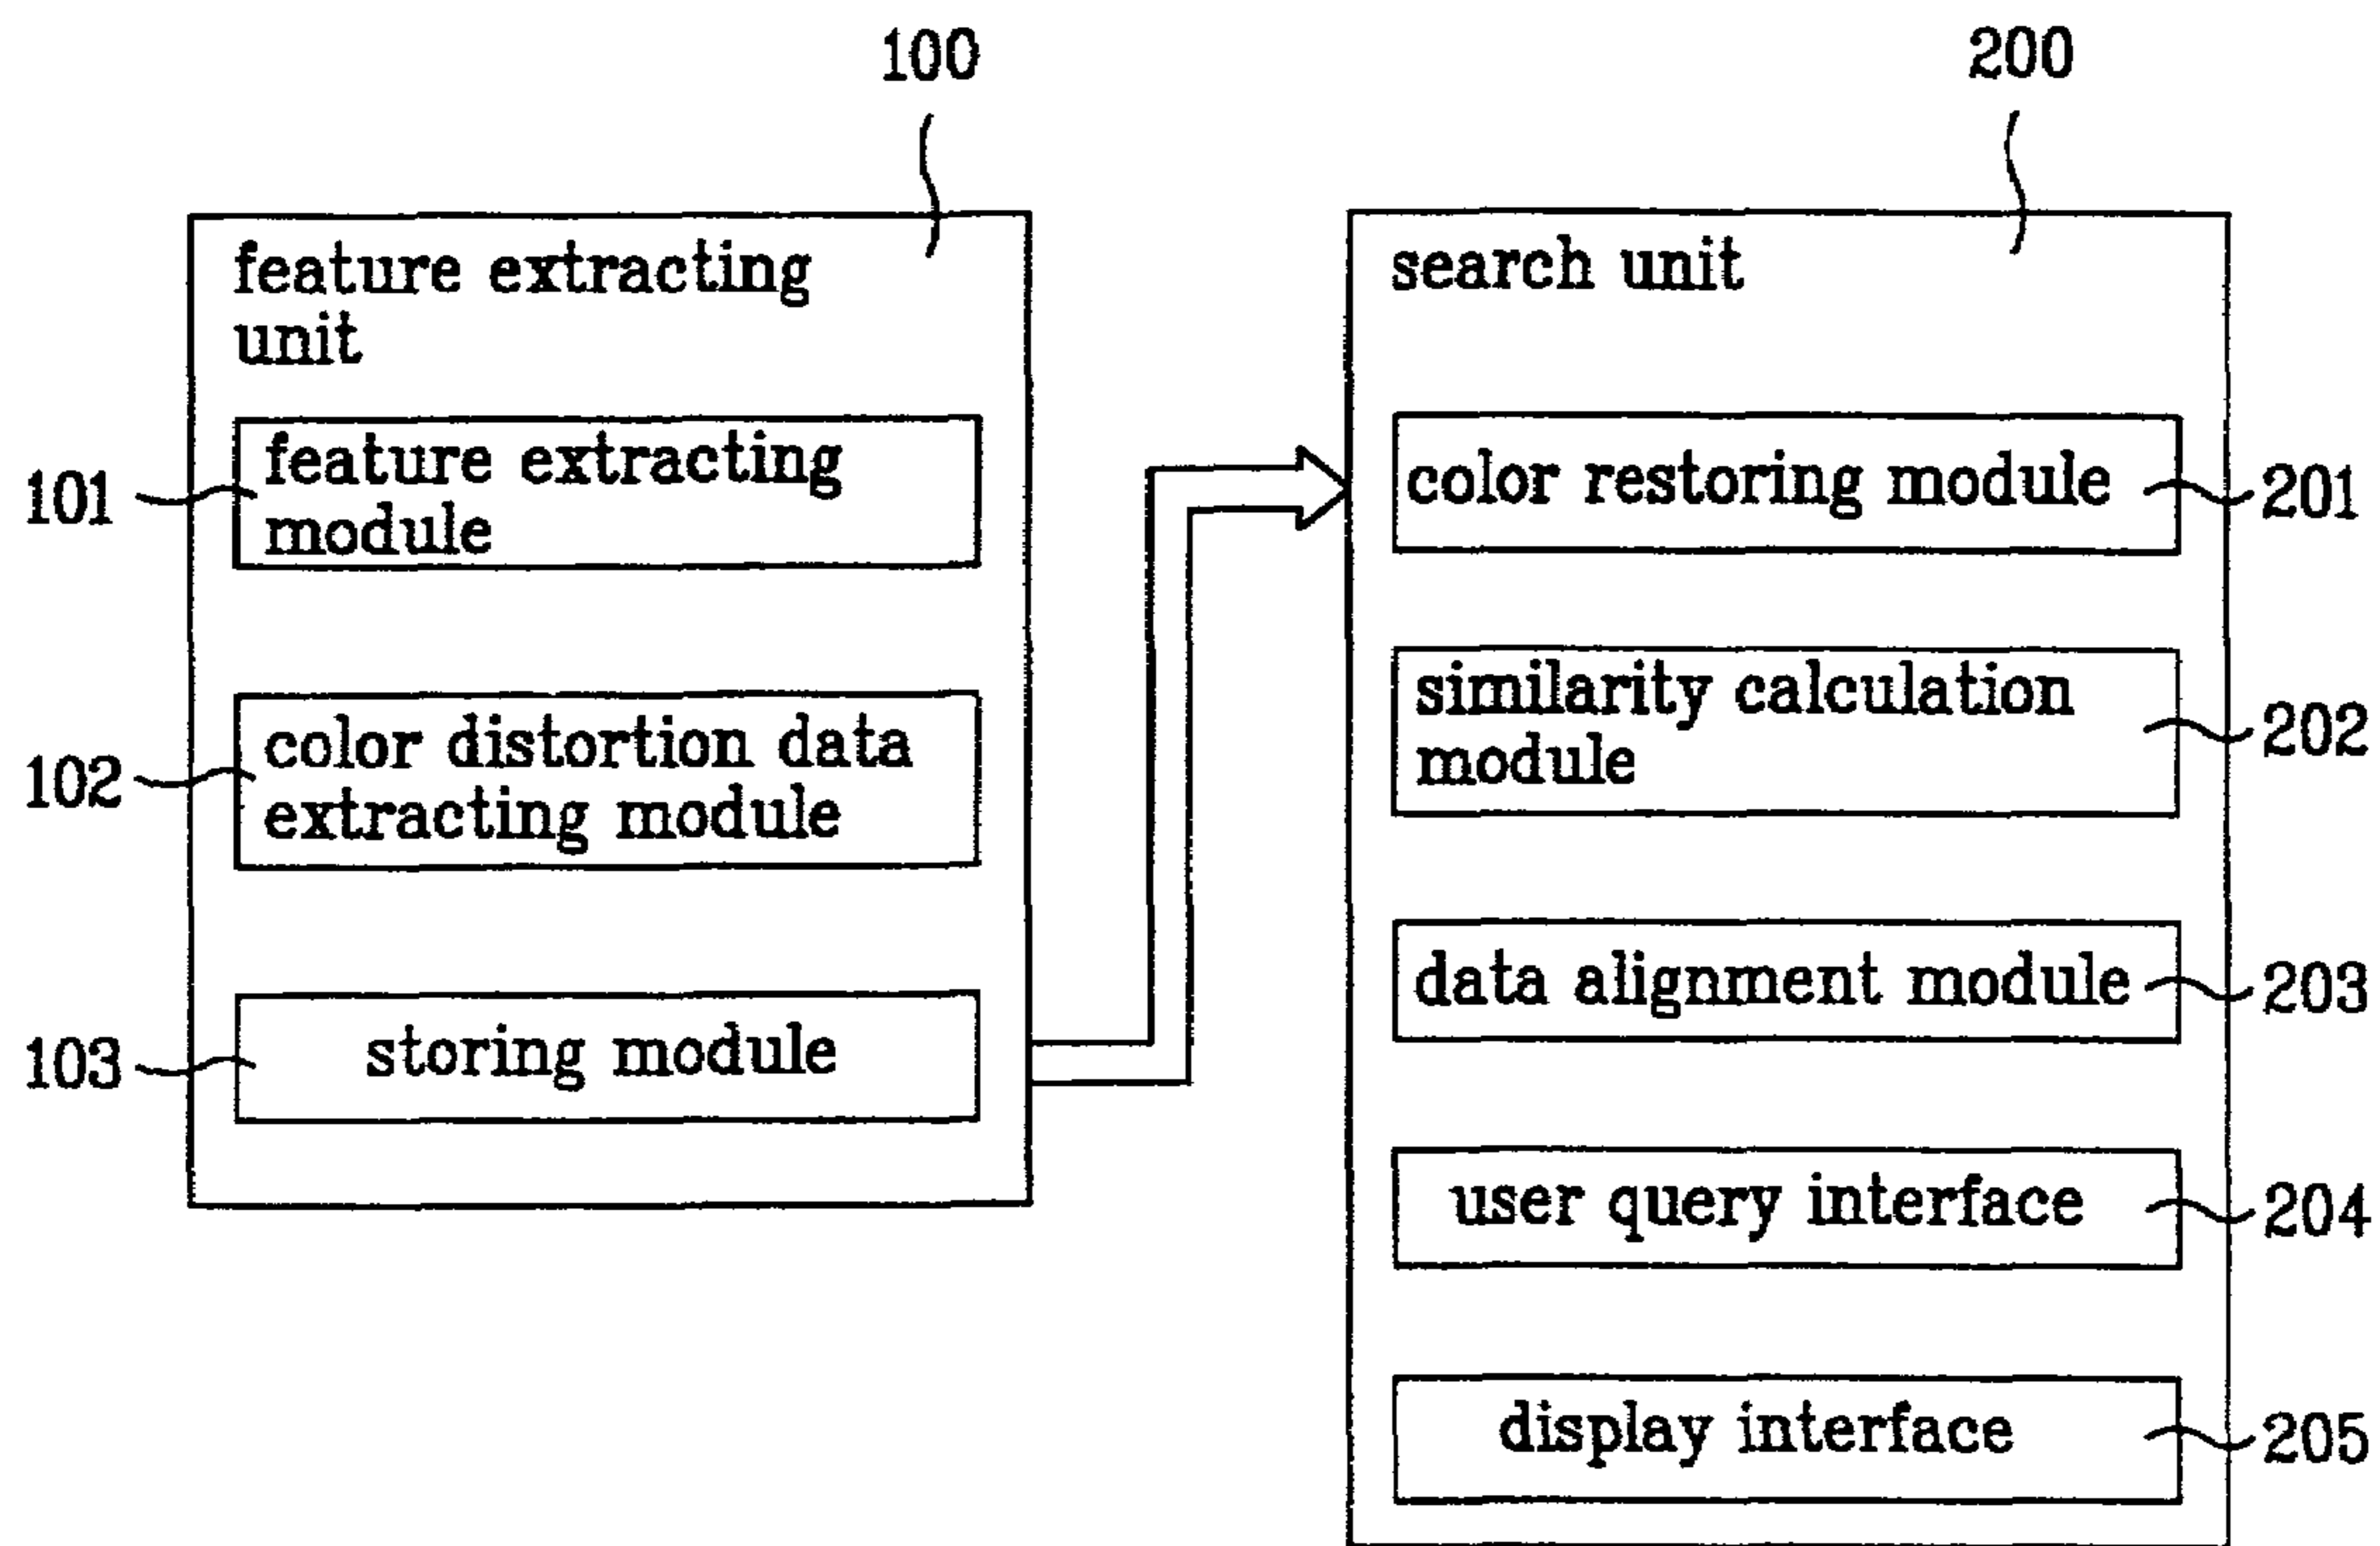 100
feature extracting
unit
101
feature extracting
module
102
color distortion data
extracting module
103
storing module
200
search unit
color restoring module
201
similarity calculation
module
202
data alignment module
203
user query interface
204
display interface
205